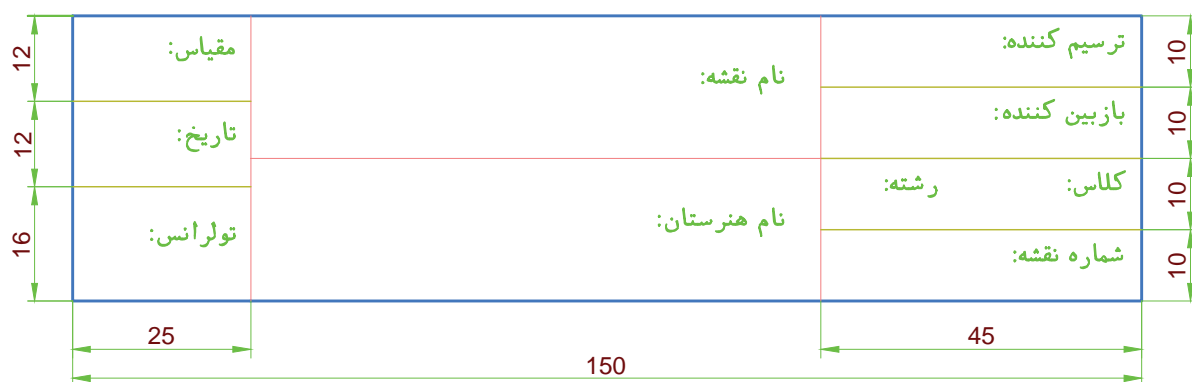 ترسیم کننده:
بازبین کننده:
کلاس: رشته:
شماره نقشه:
نام نقشه:
نام هنرستان:
مقیاس:
تاریخ:
تولرانس:
10
10
10
10
12
12
16
25
45
150